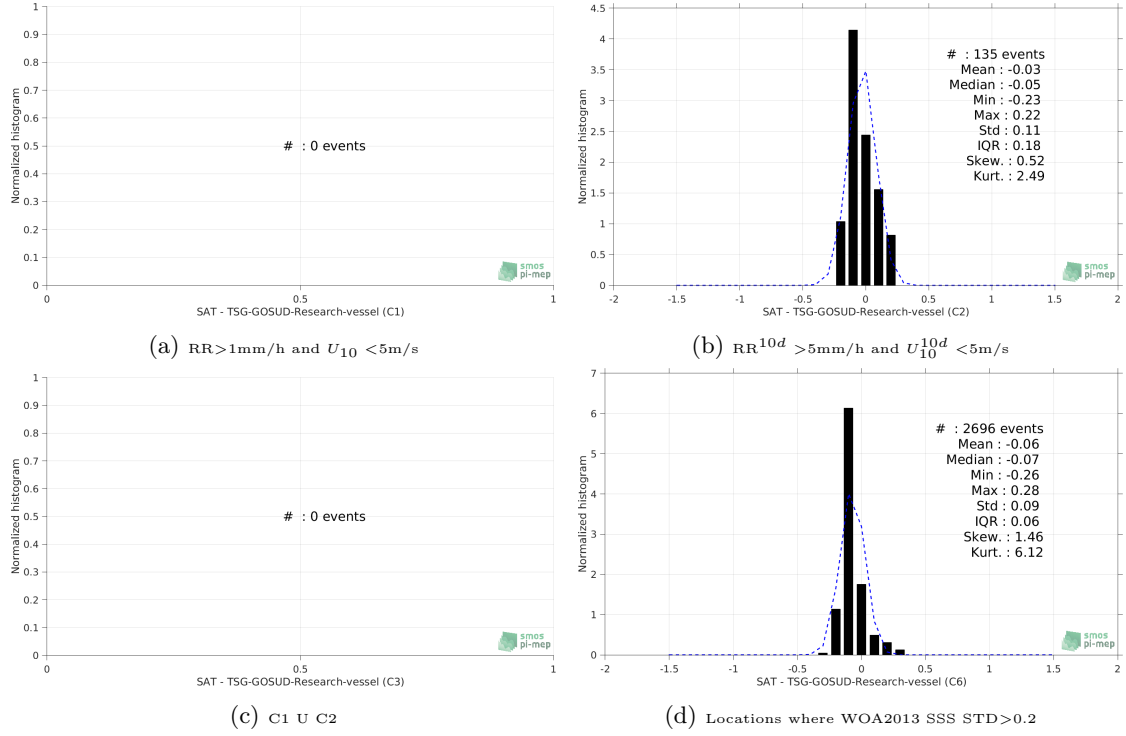 1
0.9
0.8
0.7
0.6
0.5
0.4
0.3
0.2
0.1
0
Normalized histogram
# : 0 events
smos
pi-mep
0 0.5 1
SAT - TSG-GOSUD-Research-vessel (C1)
(a) RR>1mm/h and U10 <5m/s
4.5
4
3.5
3
2.5
2
1.5
1
0.5
0
Normalized histogram
# : 135 events
Mean : -0.03
Median : -0.05
Min : -0.23
Max : 0.22
Std : 0.11
IQR : 0.18
Skew. : 0.52
Kurt. : 2.49
smos
pi-mep
-2 -1.5 -1 -0.5 0 0.5 1 1.5 2
SAT - TSG-GOSUD-Research-vessel (C2)
(b) RR10d >5mm/h and U10d10 <5m/s
1
0.9
0.8
0.7
0.6
0.5
0.4
0.3
0.2
0.1
0
Normalized histogram
# : 0 events
smos
pi-mep
0 0.5 1
SAT - TSG-GOSUD-Research-vessel (C3)
(c) C1 U C2
7
6
5
4
3
2
1
0
Normalized histogram
# : 2696 events
Mean : -0.06
Median : -0.07
Min : -0.26
Max : 0.28
Std : 0.09
IQR : 0.06
Skew. : 1.46
Kurt. : 6.12
smos
pi-mep
-2 -1.5 -1 -0.5 0 0.5 1 1.5 2
SAT - TSG-GOSUD-Research-vessel (C6)
(d) Locations where WOA2013 SSS STD>0.2